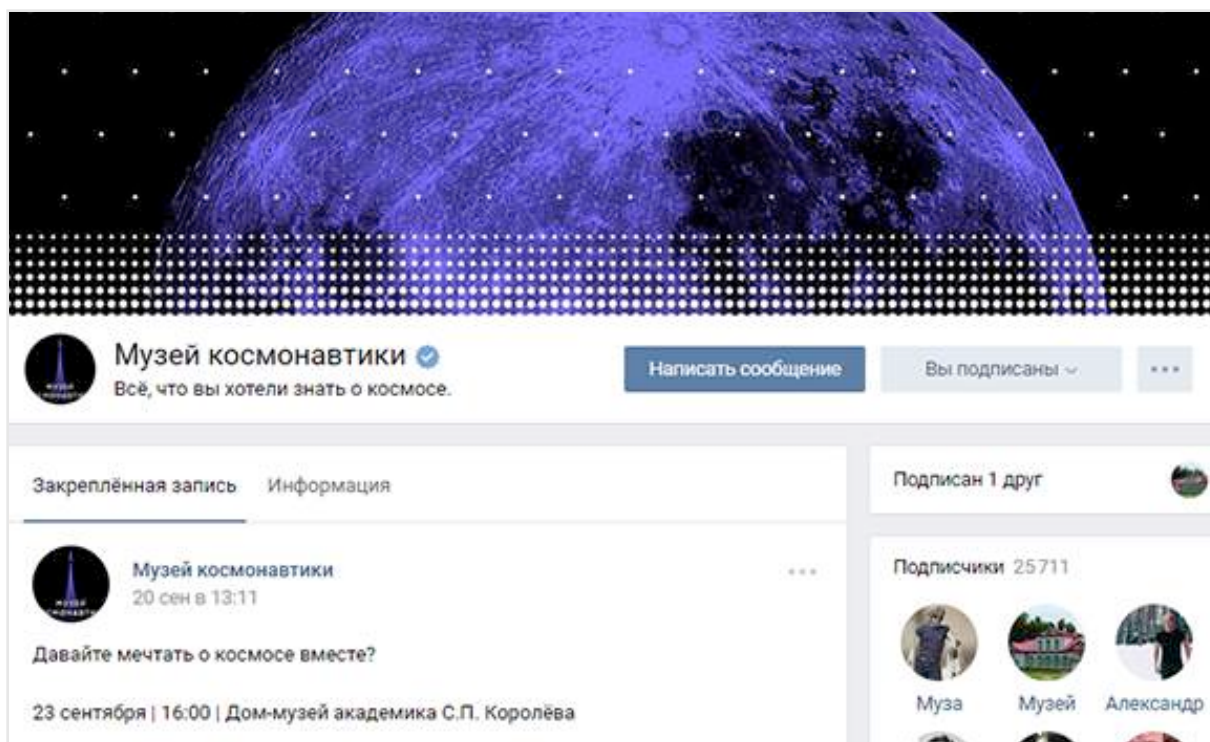 Музей космонавтики
Всё, что вы хотели знать о космосе.
Написать сообщение
Вы подписаны
Закреплённая запись
Информация
Музей космонавтики
20 сен в 13:11
Давайте мечтать о космосе вместе?
23 сентября | 16:00 | Дом-музей академика С.П. Королёва
Подписан 1 друг
Подписчики 25711
Муза
Музей
Александр